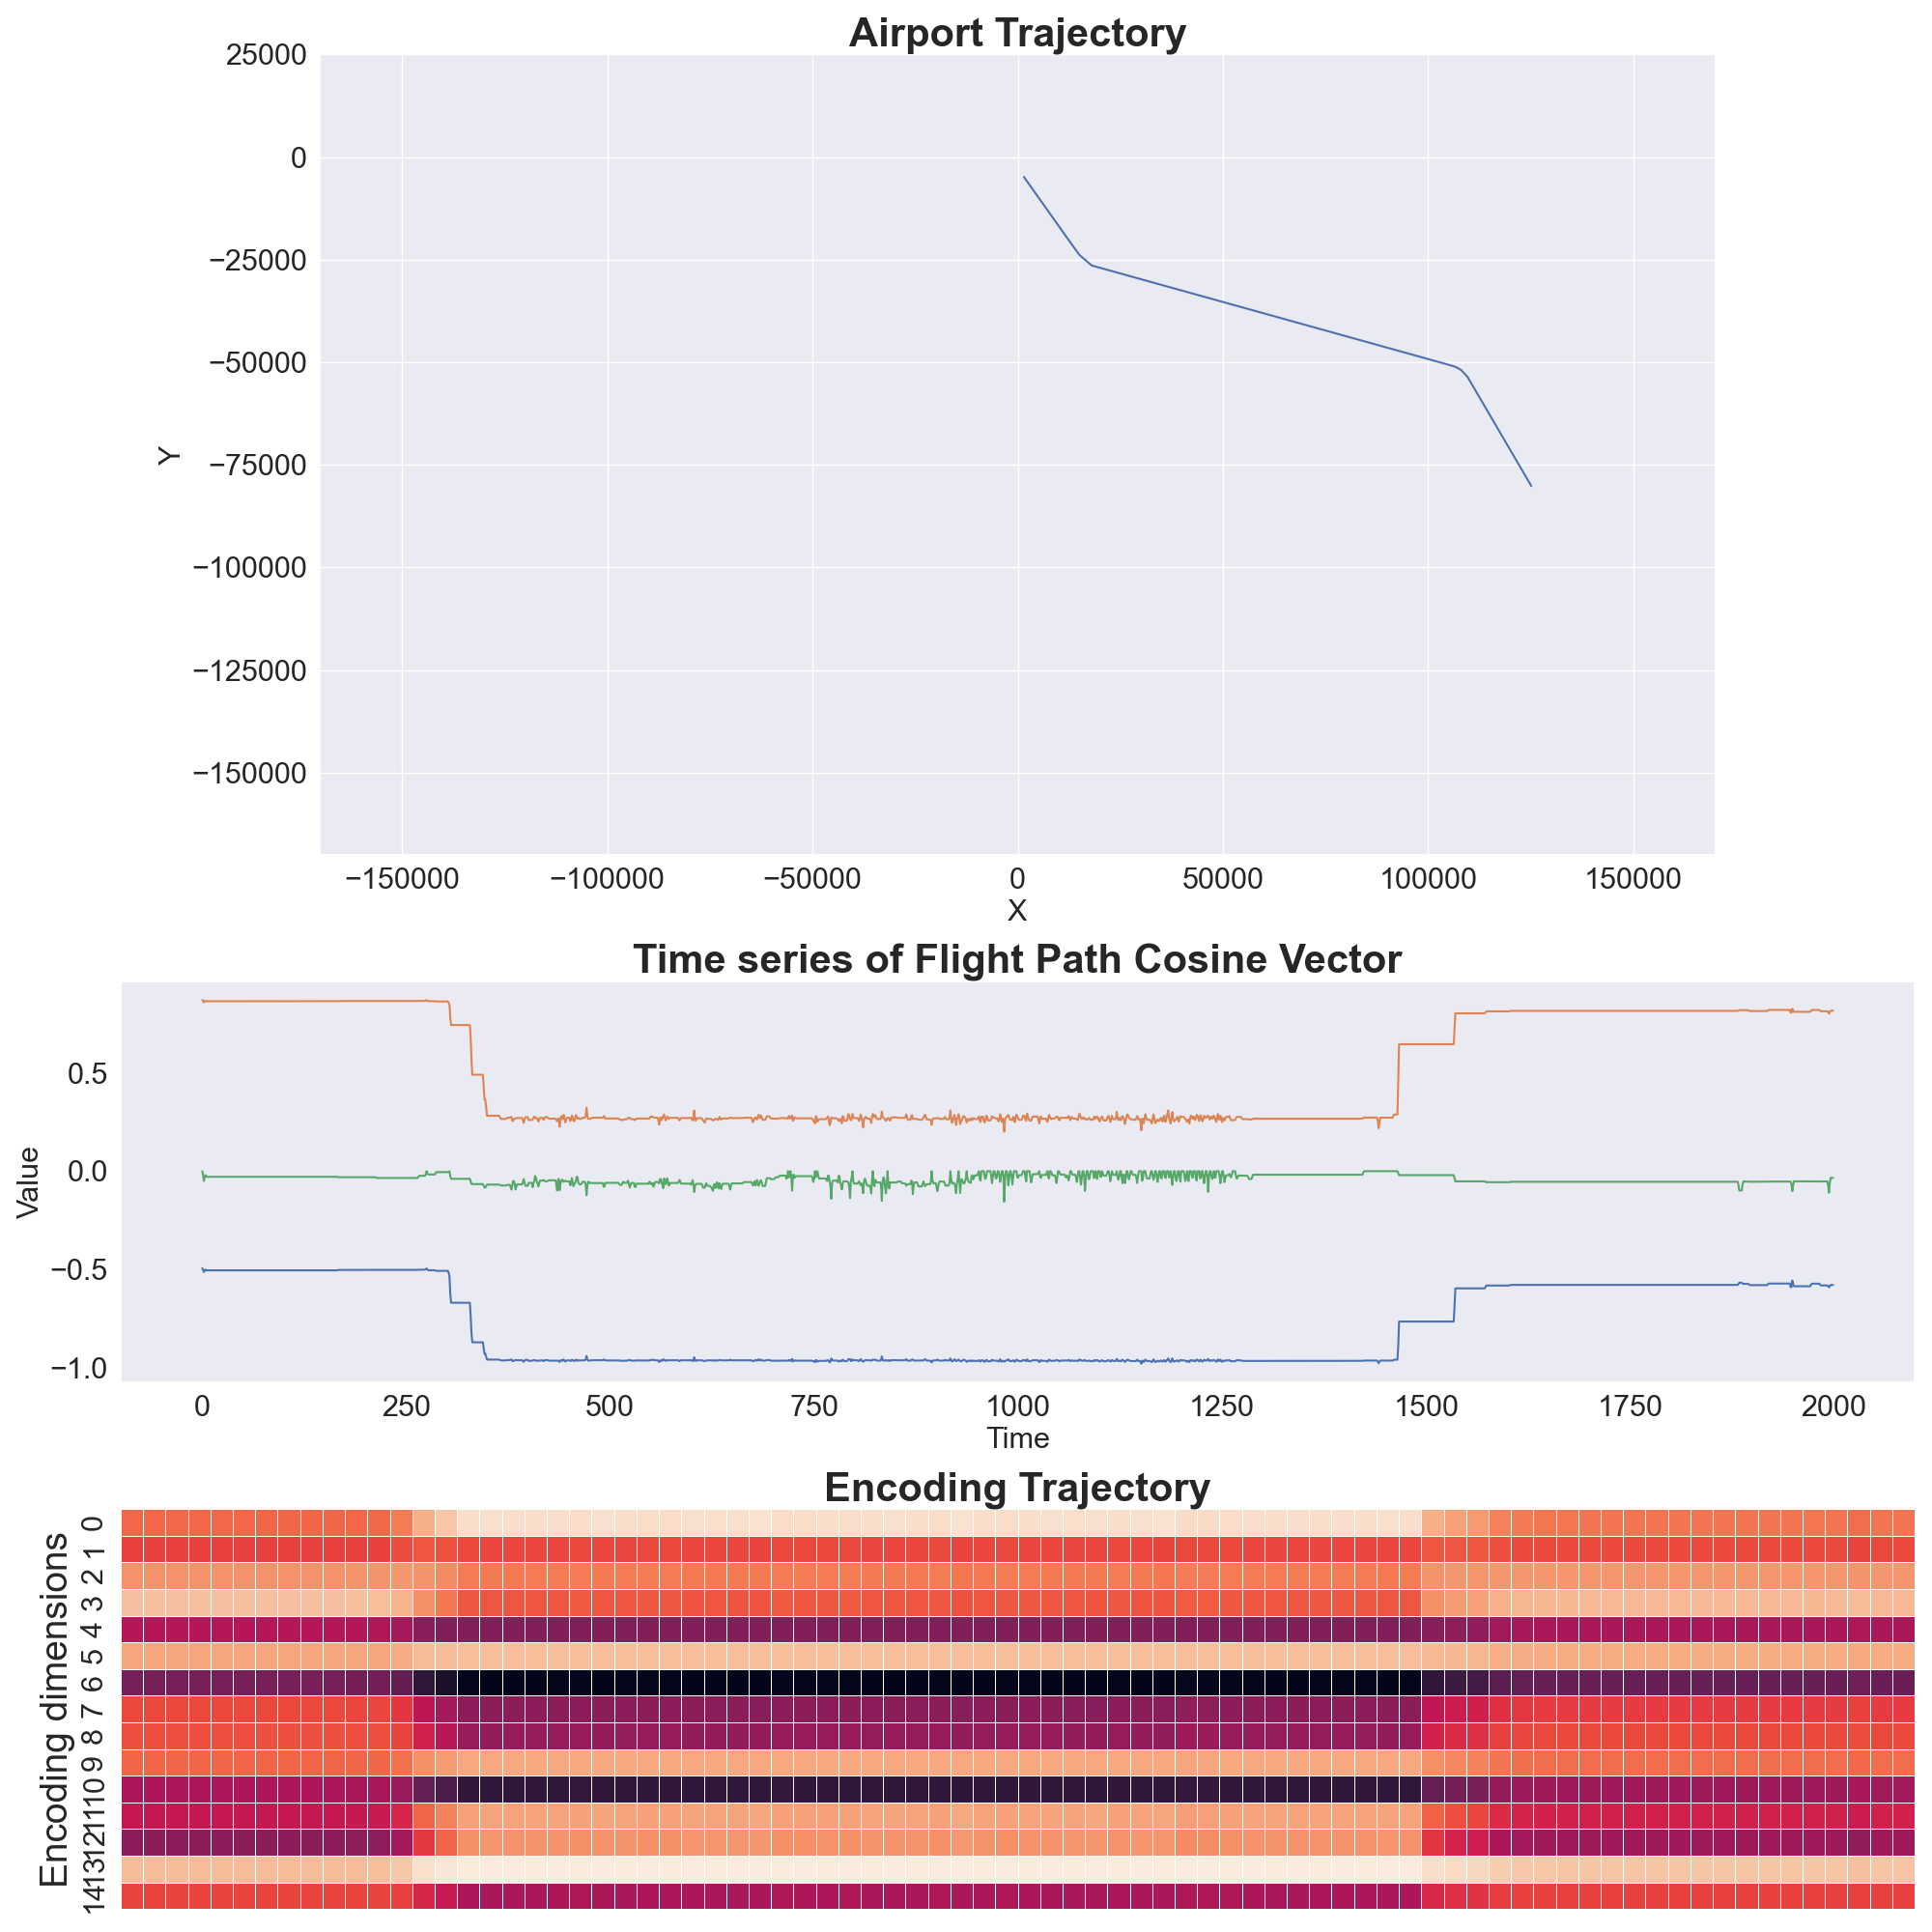 Airport Trajectory
25000
0
−25000
−50000
−75000
−100000
−125000
−150000
Y
−150000 −100000 −50000 0 50000 100000 150000
X
Time series of Flight Path Cosine Vector
0.5
0.0
−0.5
−1.0
Value
0 250 500 750 1000 1250 1500 1750 2000
Time
Encoding Trajectory
Encoding dimensions
0
1
2
3
4
5
6
7
8
9
10
11
12
13
14